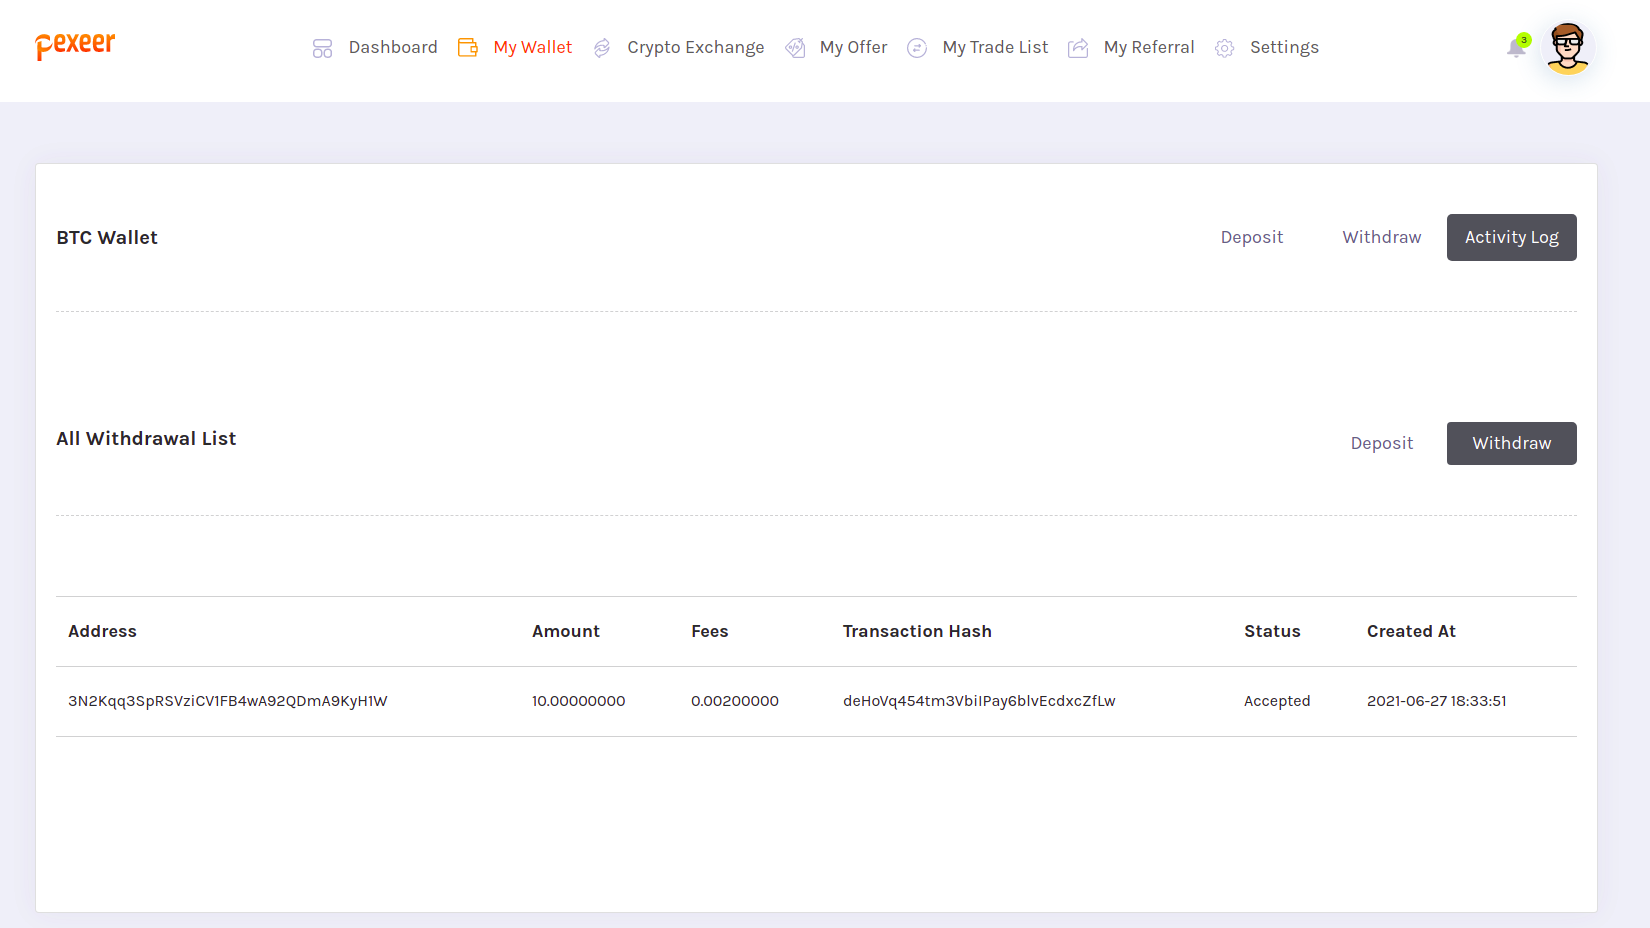 pexeer
Dashboard My Wallet Crypto Exchange My Offer My Trade List My Referral Settings 3
BTC Wallet Deposit Withdraw Activity Log
All Withdrawal List Deposit Withdraw
Address Amount Fees Transaction Hash Status Created At
3N2Kqq3SpRSVziCV1FB4wA92QDmA9KyH1W 10.00000000 0.00200000 deHoVq454tm3VbiIPay6blvEcdxcZfLw Accepted 2021-06-27 18:33:51